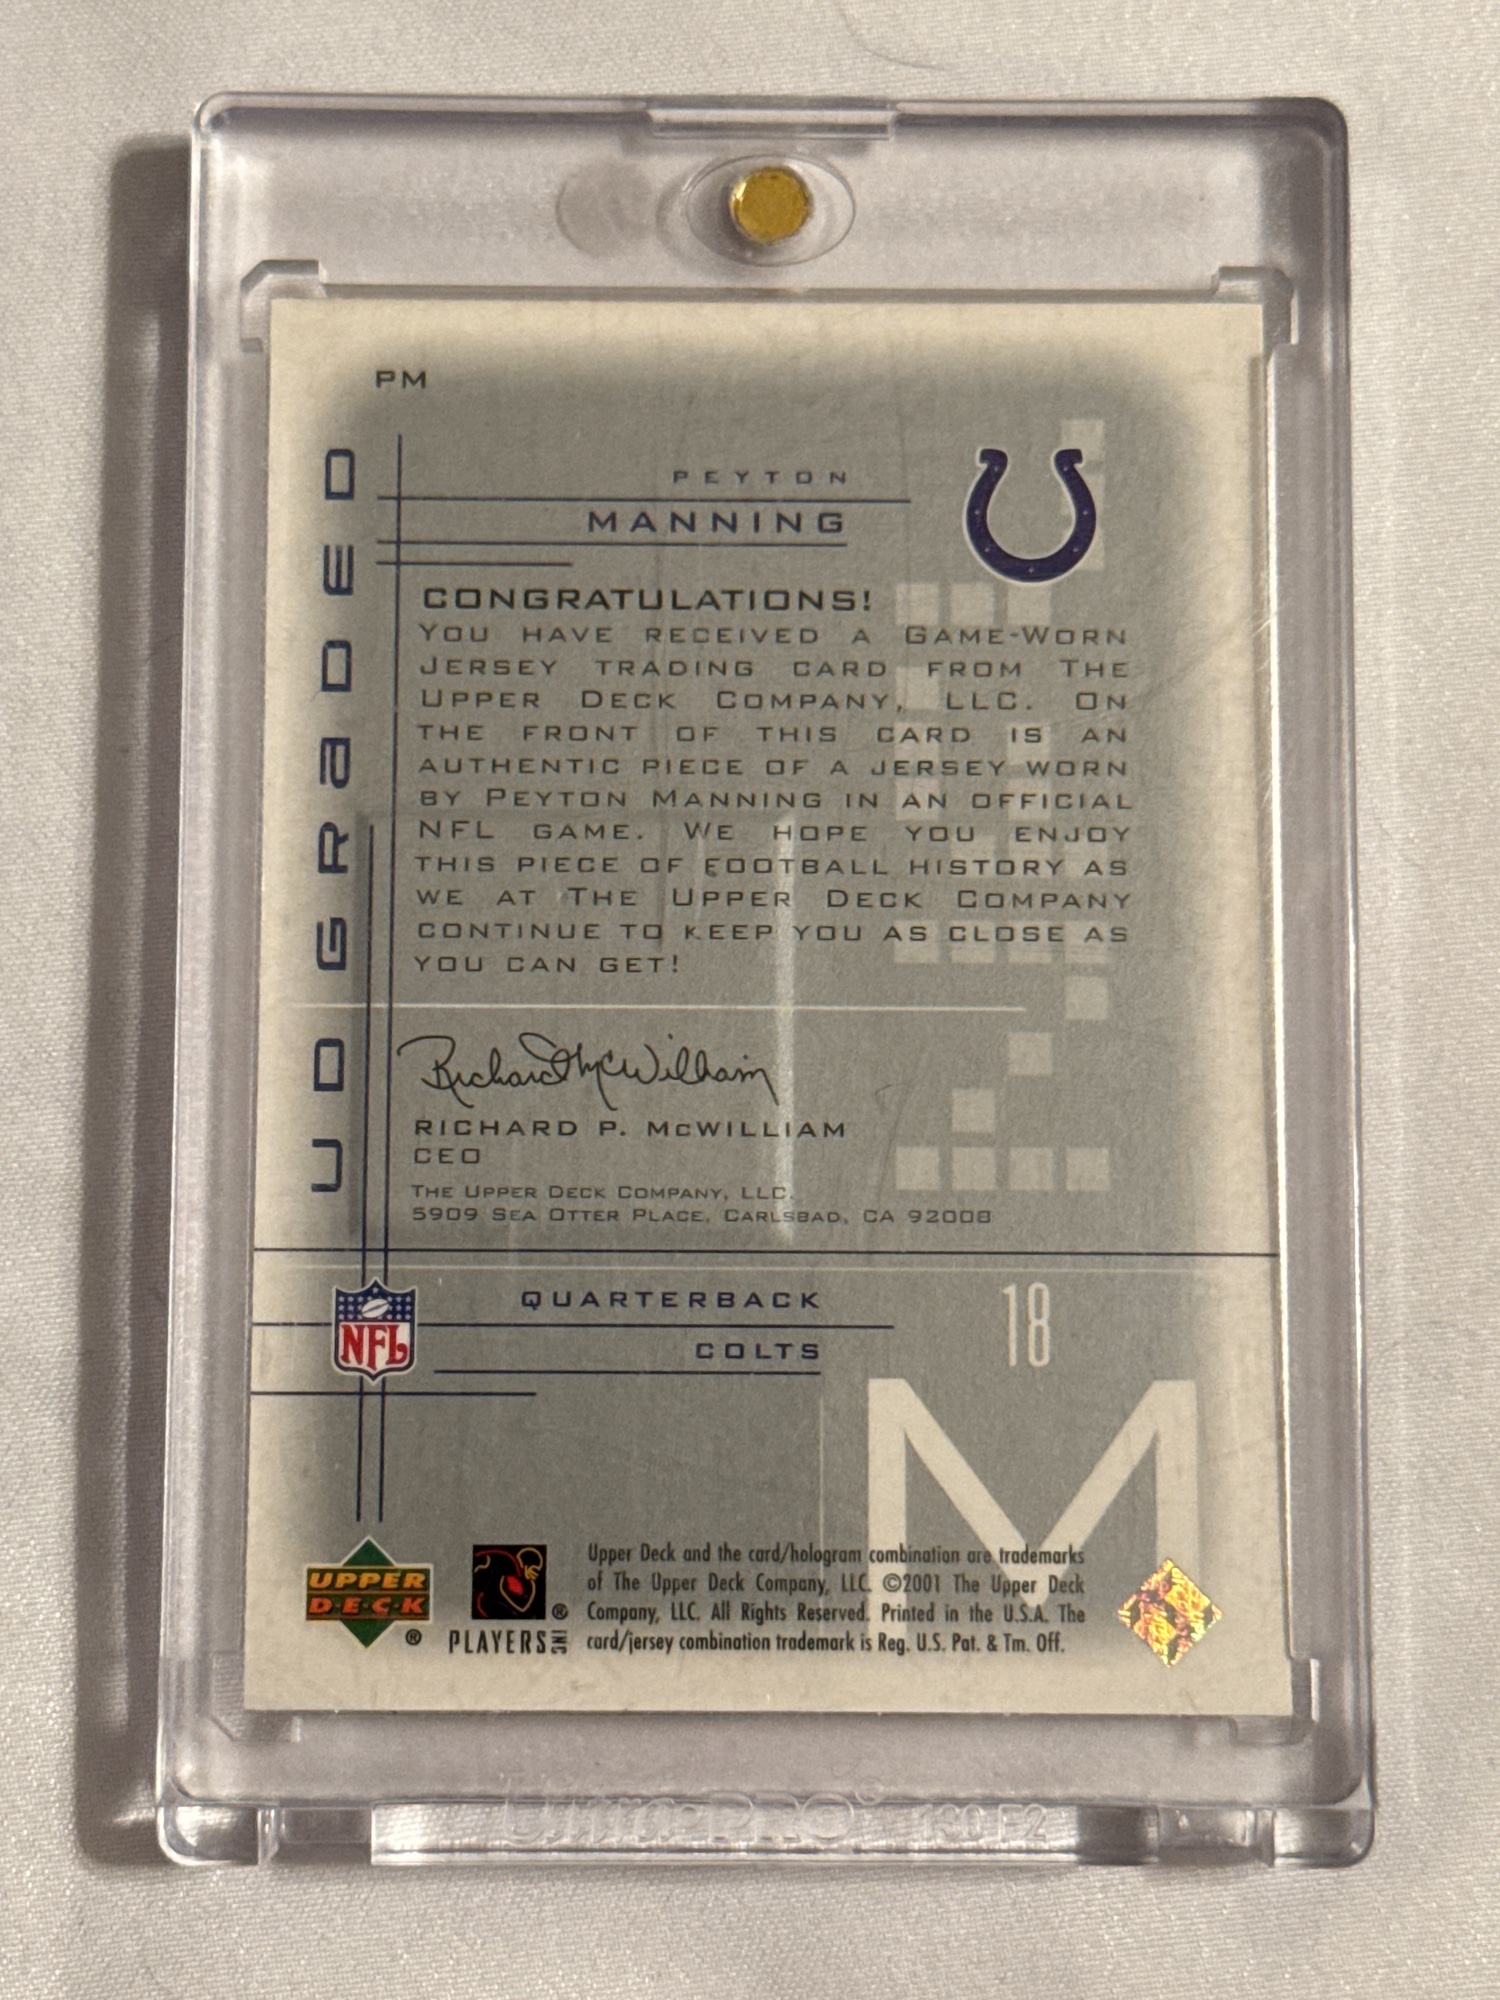 PM
UD GRADED
PEYTON
MANNING
CONGRATULATIONS!
YOU HAVE RECEIVED A GAME-WORN
JERSEY TRADING CARD FROM THE
UPPER DECK COMPANY, LLC. ON
THE FRONT OF THIS CARD IS AN
AUTHENTIC PIECE OF A JERSEY WORN
BY PEYTON MANNING IN AN OFFICIAL
NFL GAME. WE HOPE YOU ENJOY
THIS PIECE OF FOOTBALL HISTORY AS
WE AT THE UPPER DECK COMPANY
CONTINUE TO KEEP YOU AS CLOSE AS
YOU CAN GET!
Richard McWilliam
RICHARD P. McWILLIAM
CEO
THE UPPER DECK COMPANY, LLC.
5909 SEA OTTER PLACE, CARLSBAD, CA 92008
NFL
QUARTERBACK
COLTS
18
M
UPPER
DECK®
®
PLAYERS INC
Upper Deck and the card/hologram combination are trademarks
of The Upper Deck Company, LLC. ©2001 The Upper Deck
Company, LLC. All Rights Reserved. Printed in the U.S.A. The
card/jersey combination trademark is Reg. U.S. Pat. & Tm. Off.
Ultra•PRO®